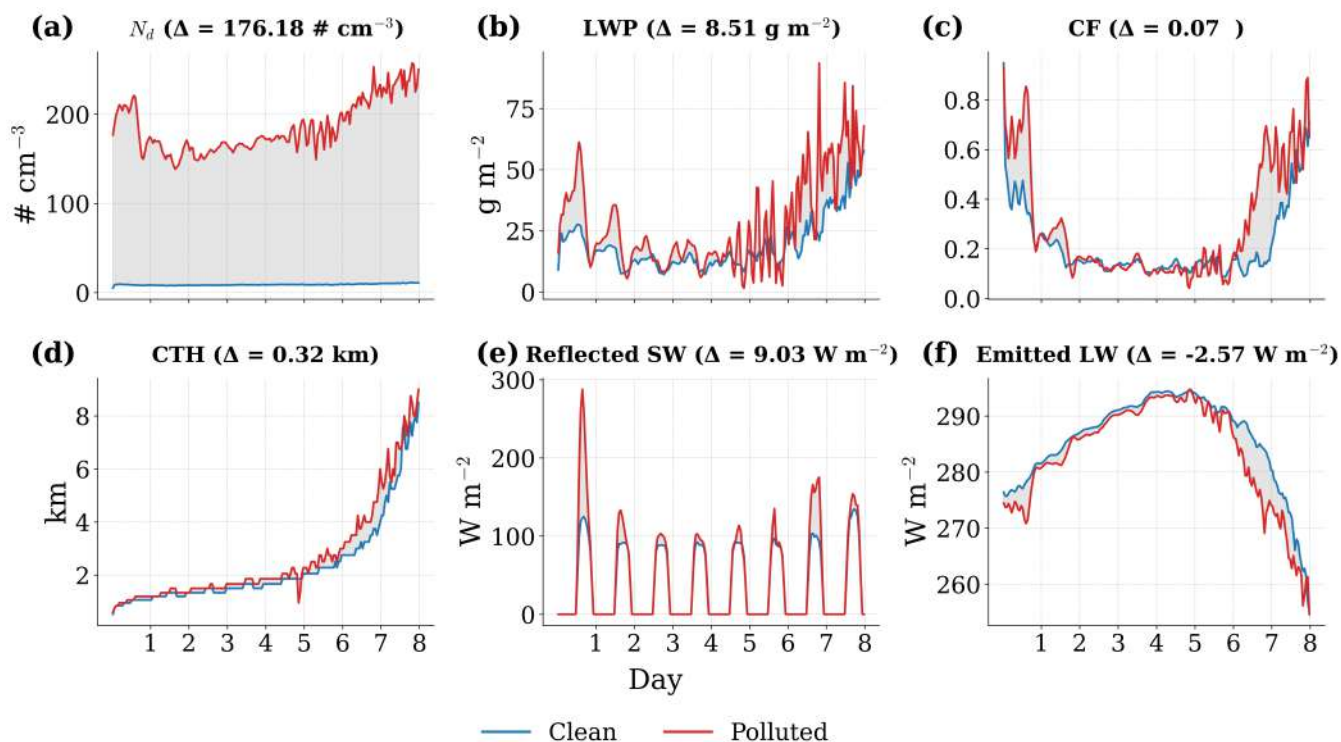 (a) N_d (Δ = 176.18 # cm⁻³)
# cm⁻³
200
100
0
(b) LWP (Δ = 8.51 g m⁻²)
g m⁻²
75
50
25
0
(c) CF (Δ = 0.07 )
0.8
0.6
0.4
0.2
0.0
(d) CTH (Δ = 0.32 km)
km
8
6
4
2
1 2 3 4 5 6 7 8
(e) Reflected SW (Δ = 9.03 W m⁻²)
W m⁻²
300
200
100
0
1 2 3 4 5 6 7 8
(f) Emitted LW (Δ = -2.57 W m⁻²)
W m⁻²
290
280
270
260
1 2 3 4 5 6 7 8
Day
Clean Polluted